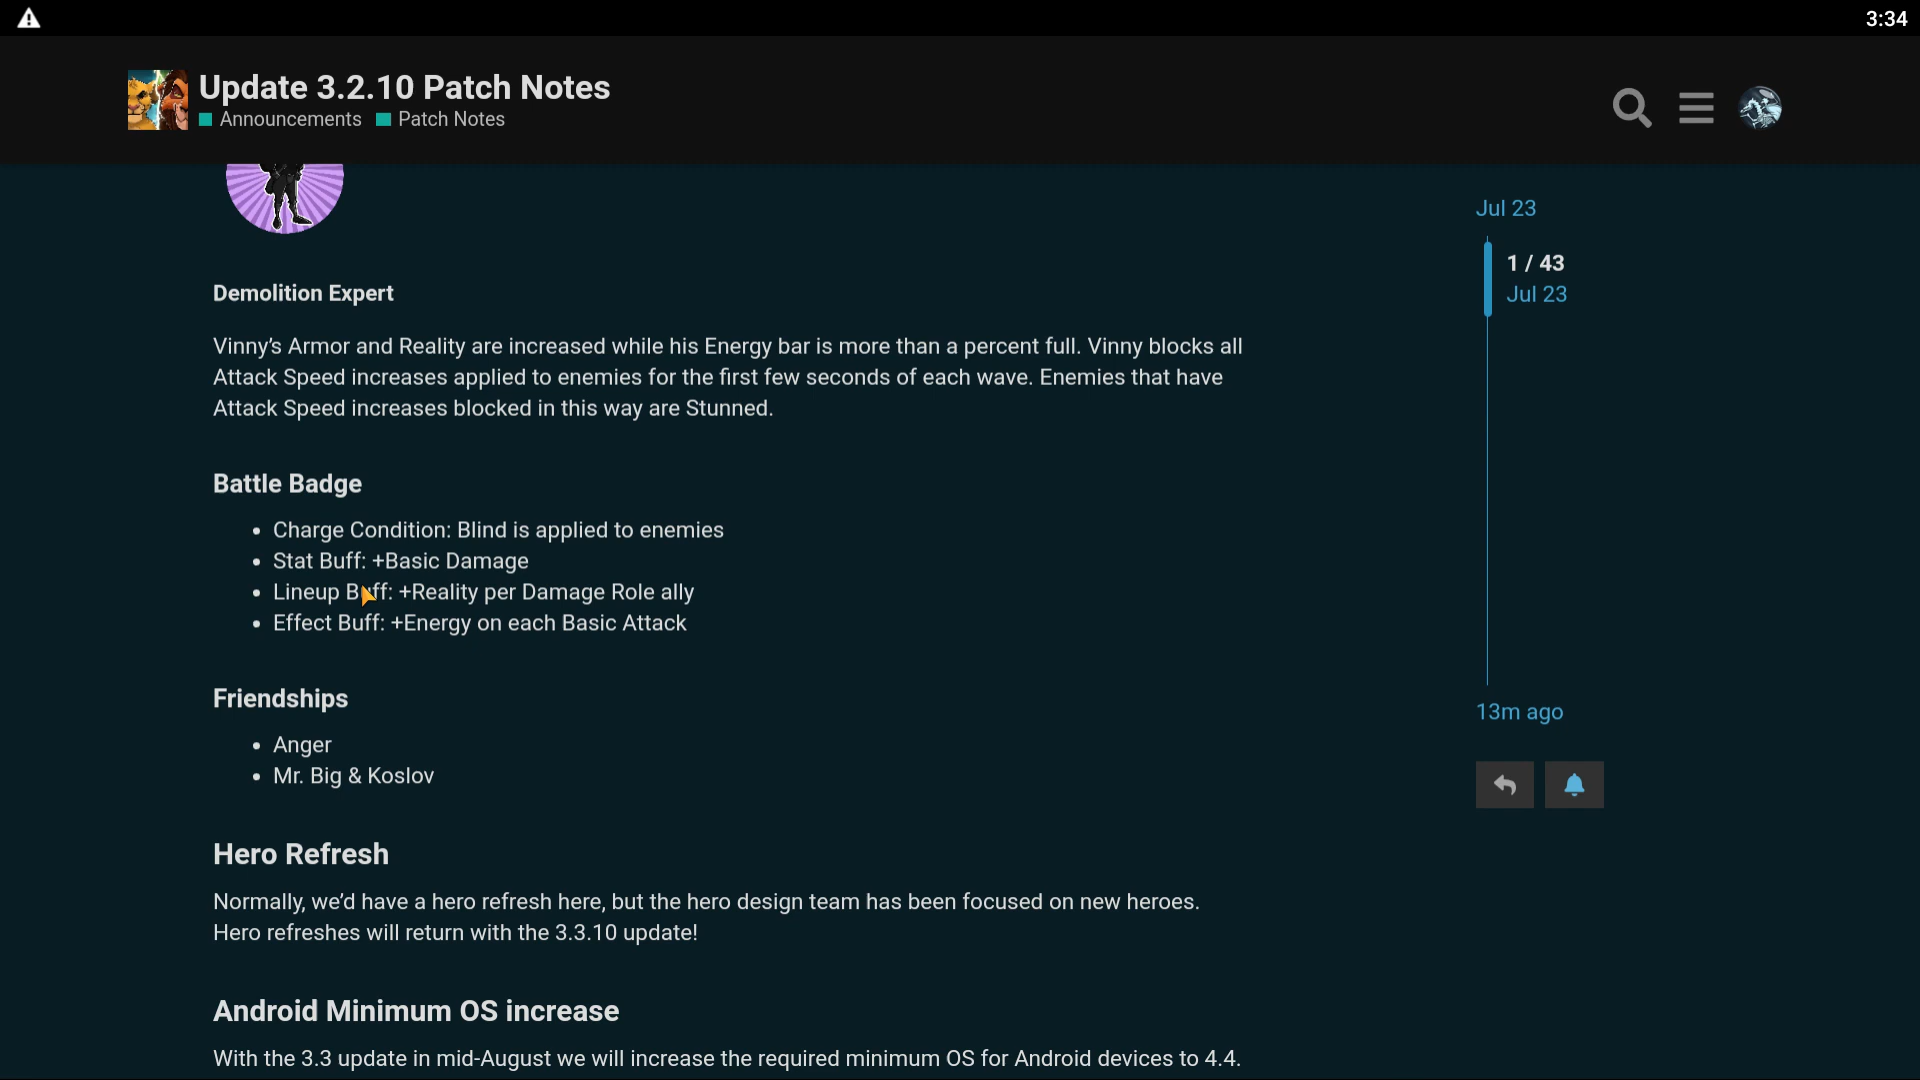 3:34
Update 3.2.10 Patch Notes
Announcements Patch Notes
Jul 23
1 / 43
Jul 23
Demolition Expert
Vinny’s Armor and Reality are increased while his Energy bar is more than a percent full. Vinny blocks all
Attack Speed increases applied to enemies for the first few seconds of each wave. Enemies that have
Attack Speed increases blocked in this way are Stunned.
Battle Badge
• Charge Condition: Blind is applied to enemies
• Stat Buff: +Basic Damage
• Lineup Buff: +Reality per Damage Role ally
• Effect Buff: +Energy on each Basic Attack
Friendships
13m ago
• Anger
• Mr. Big & Koslov
Hero Refresh
Normally, we’d have a hero refresh here, but the hero design team has been focused on new heroes.
Hero refreshes will return with the 3.3.10 update!
Android Minimum OS increase
With the 3.3 update in mid-August we will increase the required minimum OS for Android devices to 4.4.